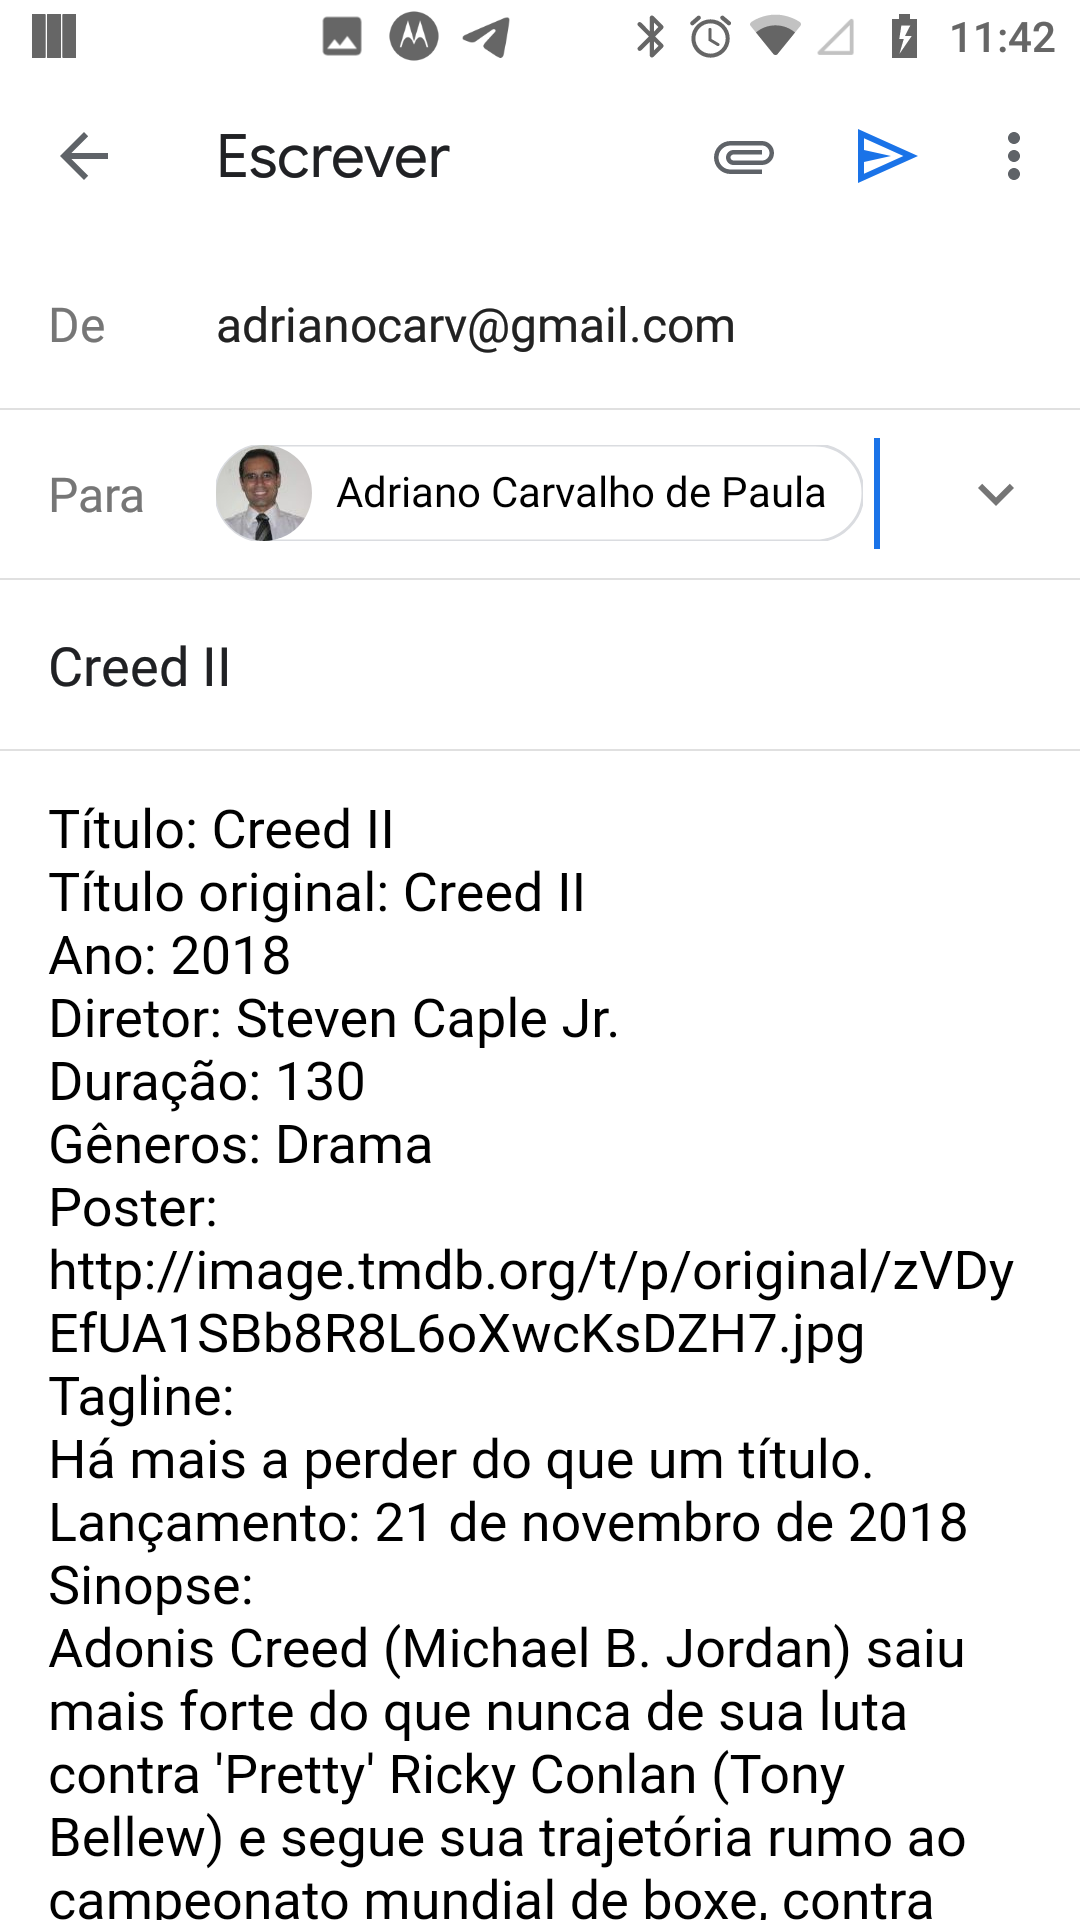 11:42
Escrever
De adrianocarv@gmail.com
Para Adriano Carvalho de Paula
Creed II
Título: Creed II
Título original: Creed II
Ano: 2018
Diretor: Steven Caple Jr.
Duração: 130
Gêneros: Drama
Poster:
http://image.tmdb.org/t/p/original/zVDy
EfUA1SBb8R8L6oXwcKsDZH7.jpg
Tagline:
Há mais a perder do que um título.
Lançamento: 21 de novembro de 2018
Sinopse:
Adonis Creed (Michael B. Jordan) saiu
mais forte do que nunca de sua luta
contra 'Pretty' Ricky Conlan (Tony
Bellew) e segue sua trajetória rumo ao
campeonato mundial de boxe, contra